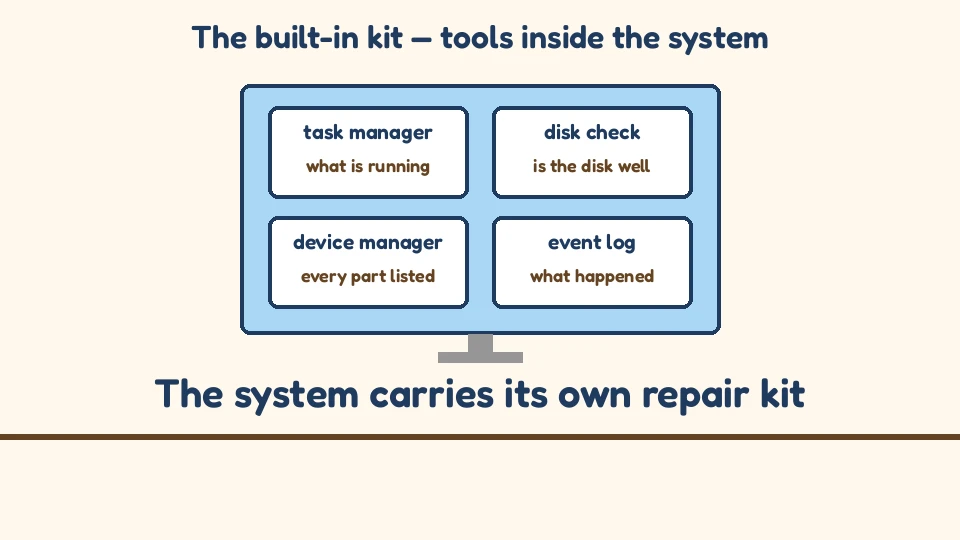 The built-in kit — tools inside the system
task manager
what is running
disk check
is the disk well
device manager
every part listed
event log
what happened
The system carries its own repair kit